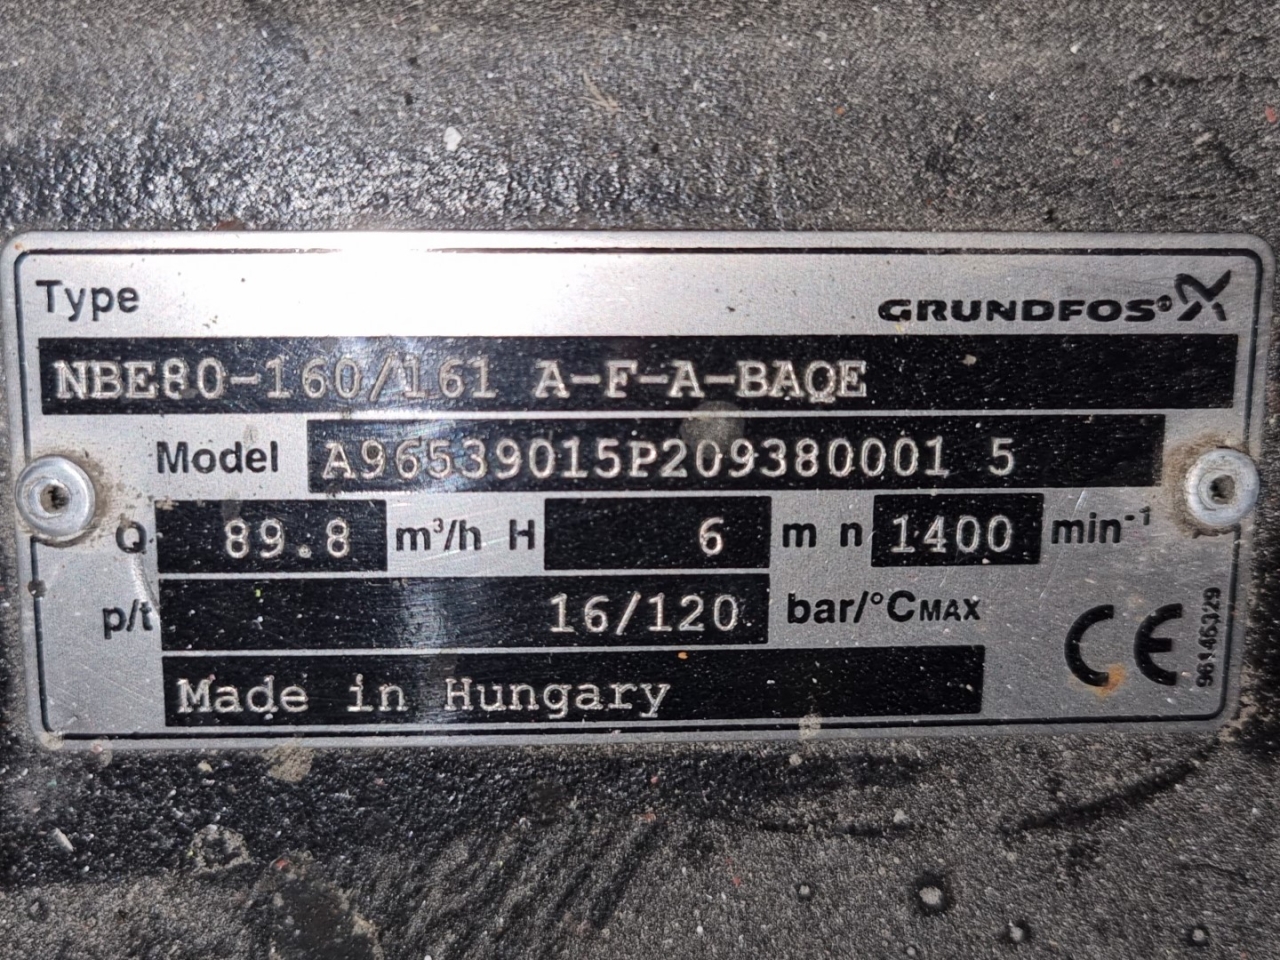 Type GRUNDFOS®
NBE80-160/161 A-F-A-BAQE
Model A96539015P209380001 5
Q 89.8 m³/h H 6 m n 1400 min⁻¹
p/t 16/120 bar/°CMAX
Made in Hungary
CE
96146329